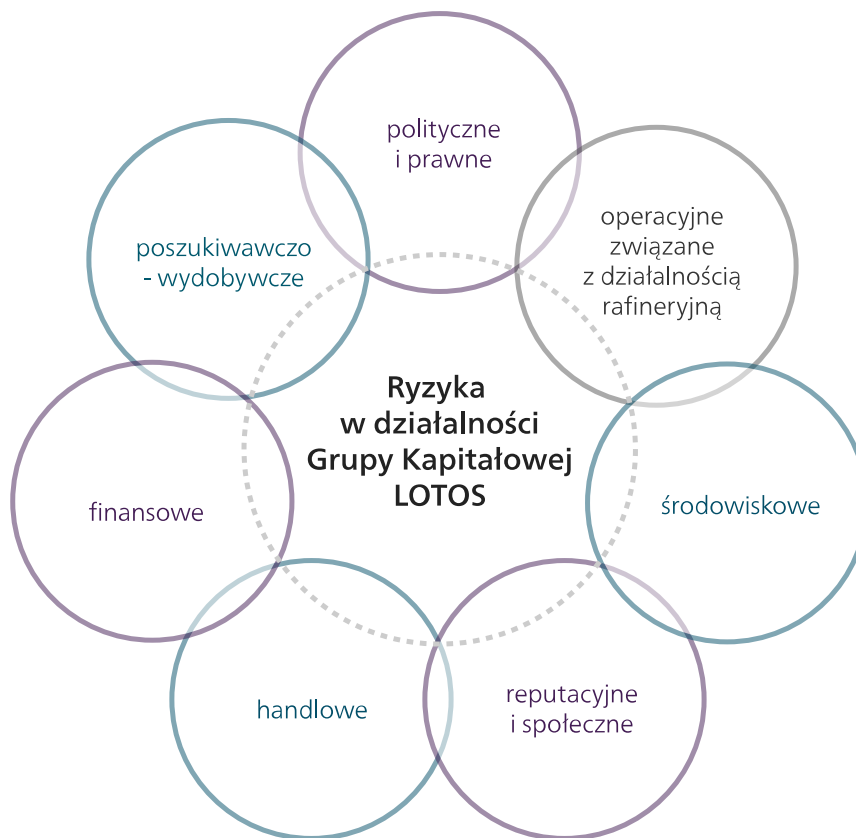 polityczne
i prawne
operacyjne
związane
z działalnością
rafineryjną
poszukiwawczo
- wydobywcze
Ryzyka
w działalności
Grupy Kapitałowej
LOTOS
finansowe
środowiskowe
handlowe
reputacyjne
i społeczne